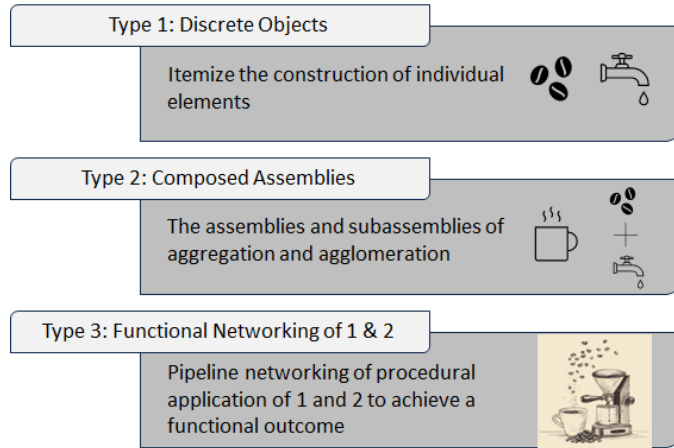 Type 1: Discrete Objects
Itemize the construction of individual
elements
Type 2: Composed Assemblies
The assemblies and subassemblies of
aggregation and agglomeration
Type 3: Functional Networking of 1 & 2
Pipeline networking of procedural
application of 1 and 2 to achieve a
functional outcome